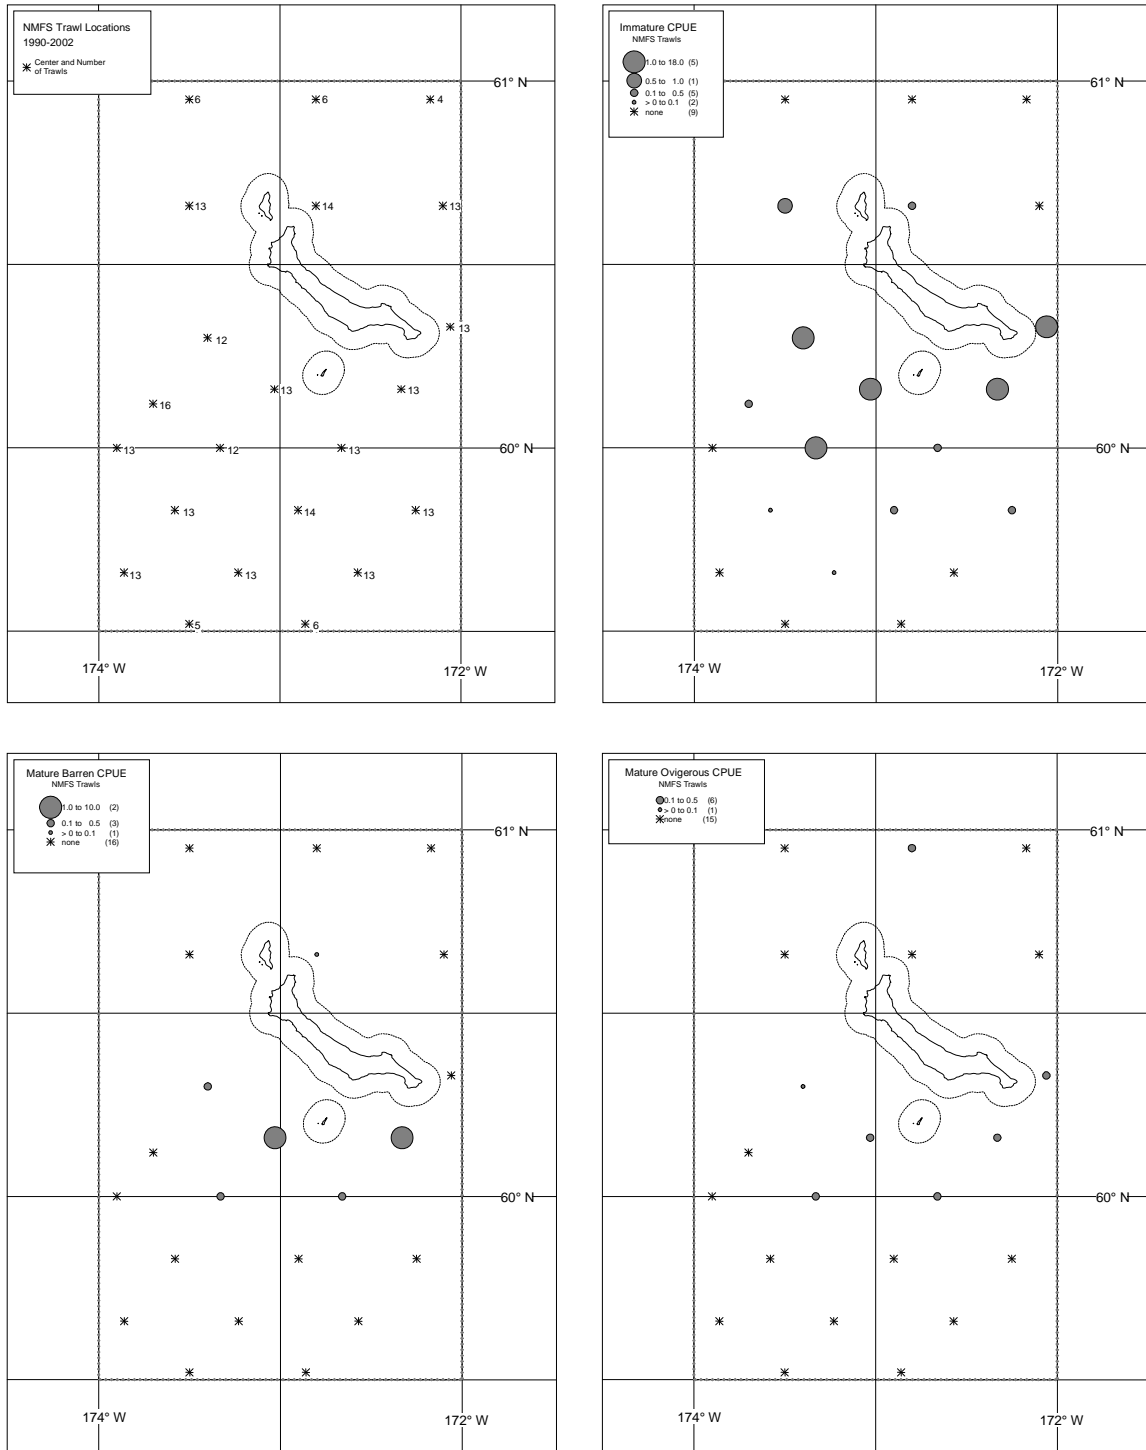 NMFS Trawl Locations
1990-2002
Center and Number
of Trawls
61° N
6 6 4
13 14 13
13
12
13 13
16
13 12 13 60° N
13 14 13
13 13 13
5 6
174° W
172° W
Immature CPUE
NMFS Trawls
1.0 to 18.0 (5)
0.5 to 1.0 (1)
0.1 to 0.5 (5)
> 0 to 0.1 (2)
none (9)
61° N
60° N
174° W
172° W
Mature Barren CPUE
NMFS Trawls
1.0 to 10.0 (2)
0.1 to 0.5 (3)
> 0 to 0.1 (1)
none (16)
61° N
60° N
174° W
172° W
Mature Ovigerous CPUE
NMFS Trawls
0.1 to 0.5 (6)
> 0 to 0.1 (1)
none (15)
61° N
60° N
174° W
172° W